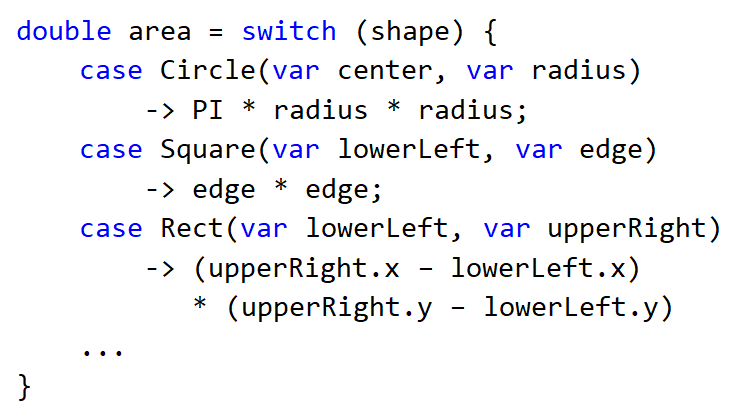 double area = switch (shape) {
    case Circle(var center, var radius)
        -> PI * radius * radius;
    case Square(var lowerLeft, var edge)
        -> edge * edge;
    case Rect(var lowerLeft, var upperRight)
        -> (upperRight.x – lowerLeft.x)
           * (upperRight.y – lowerLeft.y)
    ...
}